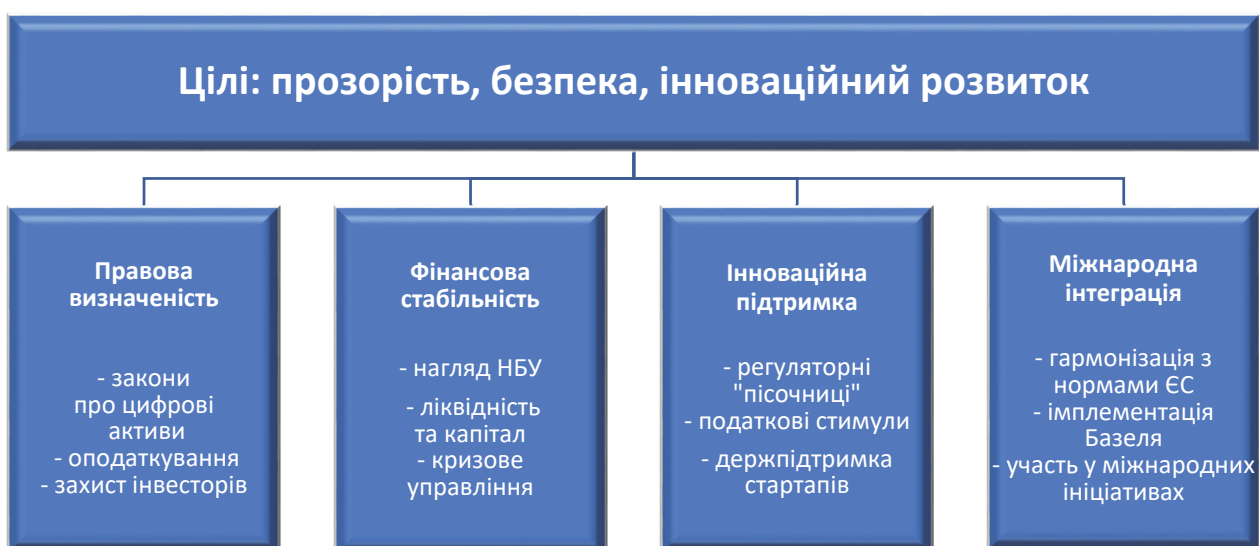 Цілі: прозорість, безпека, інноваційний розвиток
Правова
визначеність
- закони
про цифрові
активи
- оподаткування
- захист інвесторів
Фінансова
стабільність
- нагляд НБУ
- ліквідність
та капітал
- кризове
управління
Інноваційна
підтримка
- регуляторні
"пісочниці"
- податкові стимули
- держпідтримка
стартапів
Міжнародна
інтеграція
- гармонізація з
нормами ЄС
- імплементація
Базеля
- участь у міжнародних
ініціативах